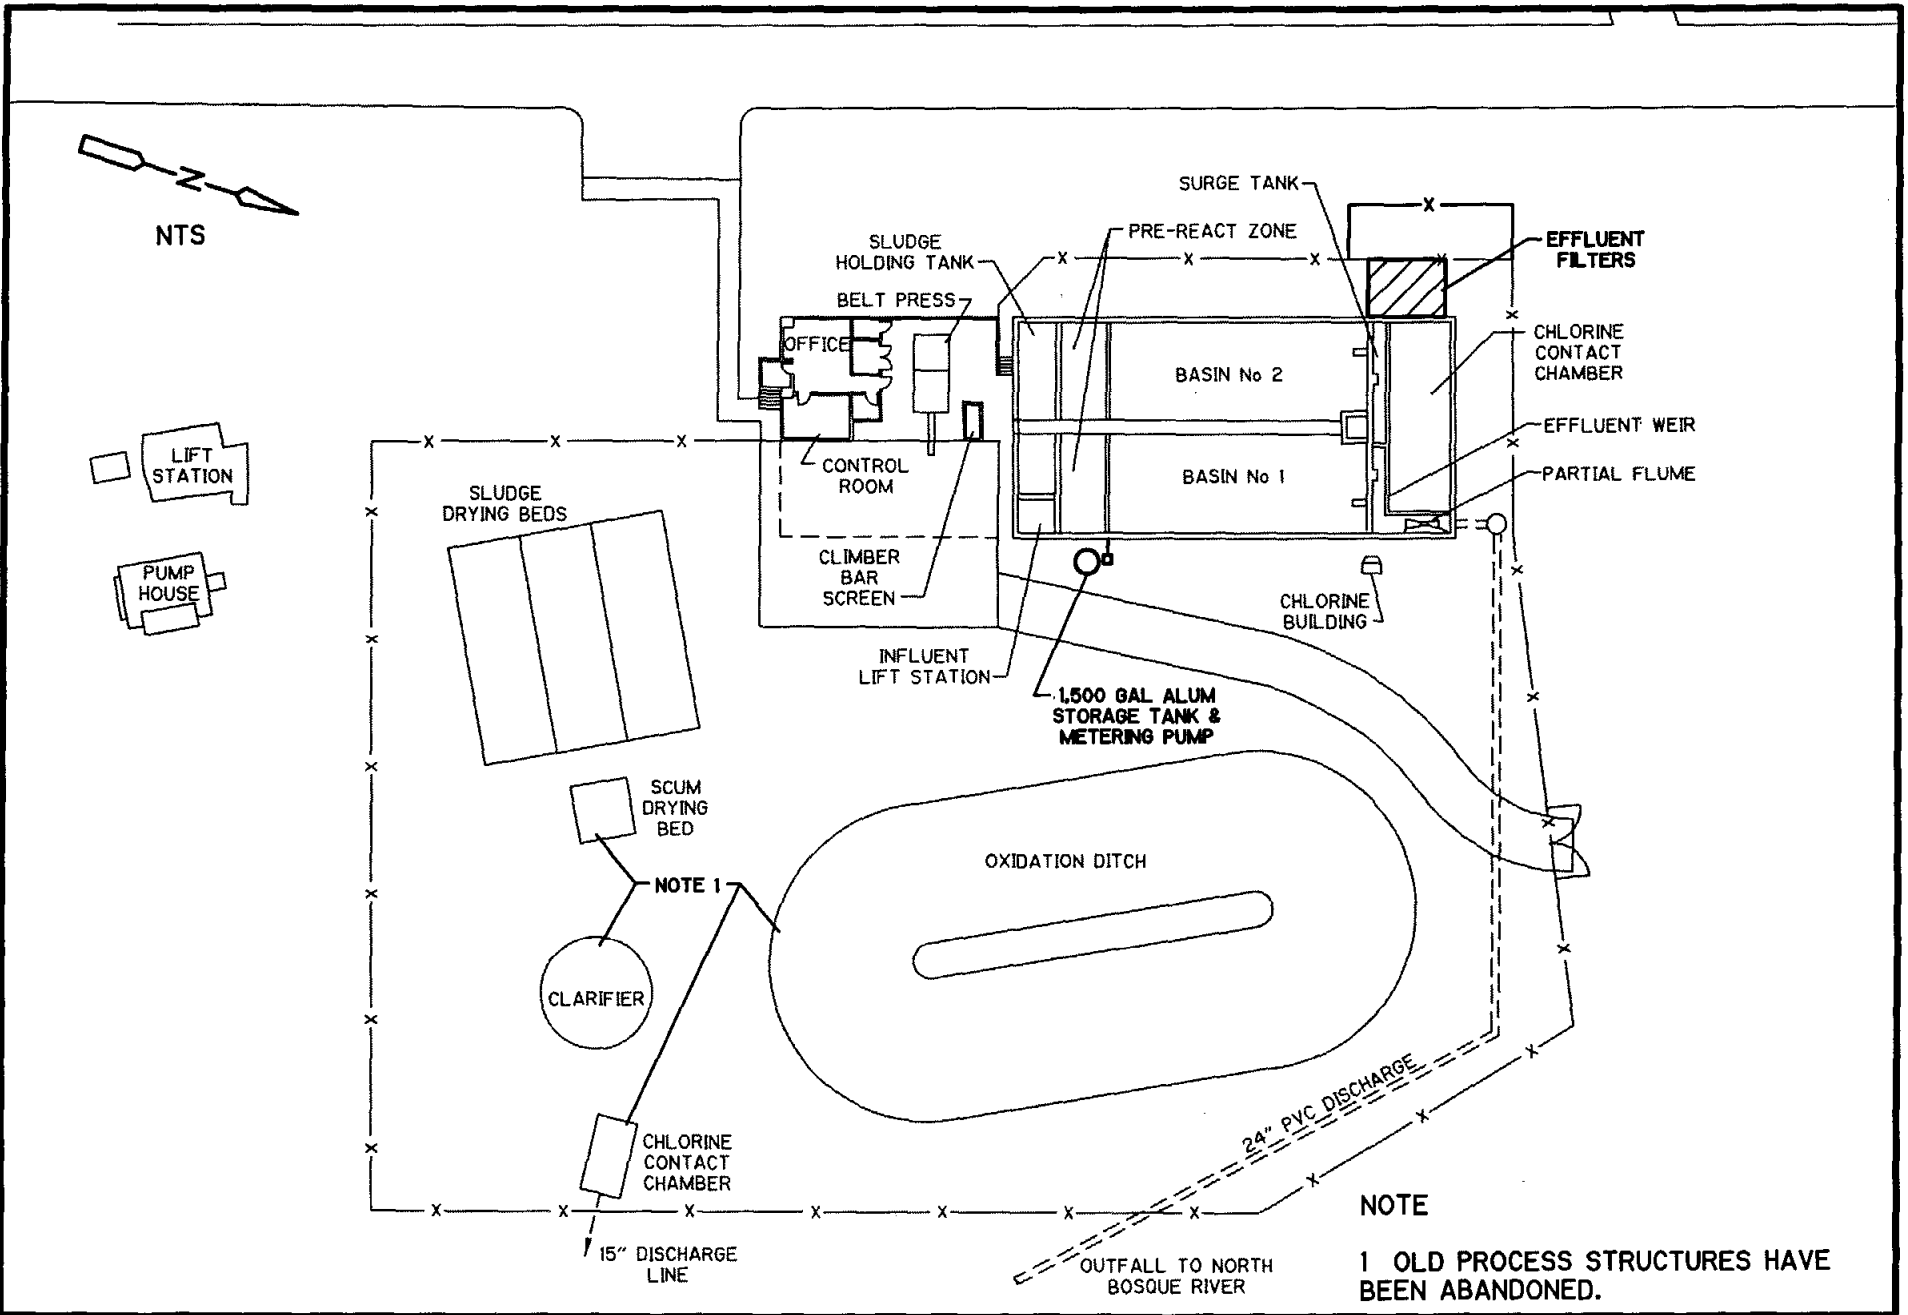 N
NTS
SURGE TANK
PRE-REACT ZONE
SLUDGE
HOLDING TANK
BELT PRESS
EFFLUENT
FILTERS
OFFICE
CHLORINE
CONTACT
CHAMBER
BASIN No 2
EFFLUENT WEIR
LIFT
STATION
CONTROL
ROOM
BASIN No 1
PARTIAL FLUME
SLUDGE
DRYING BEDS
PUMP
HOUSE
CLIMBER
BAR
SCREEN
CHLORINE
BUILDING
INFLUENT
LIFT STATION
1,500 GAL ALUM
STORAGE TANK &
METERING PUMP
SCUM
DRYING
BED
OXIDATION DITCH
NOTE 1
CLARIFIER
24" PVC DISCHARGE
CHLORINE
CONTACT
CHAMBER
15" DISCHARGE
LINE
OUTFALL TO NORTH
BOSQUE RIVER
NOTE
1 OLD PROCESS STRUCTURES HAVE
BEEN ABANDONED.